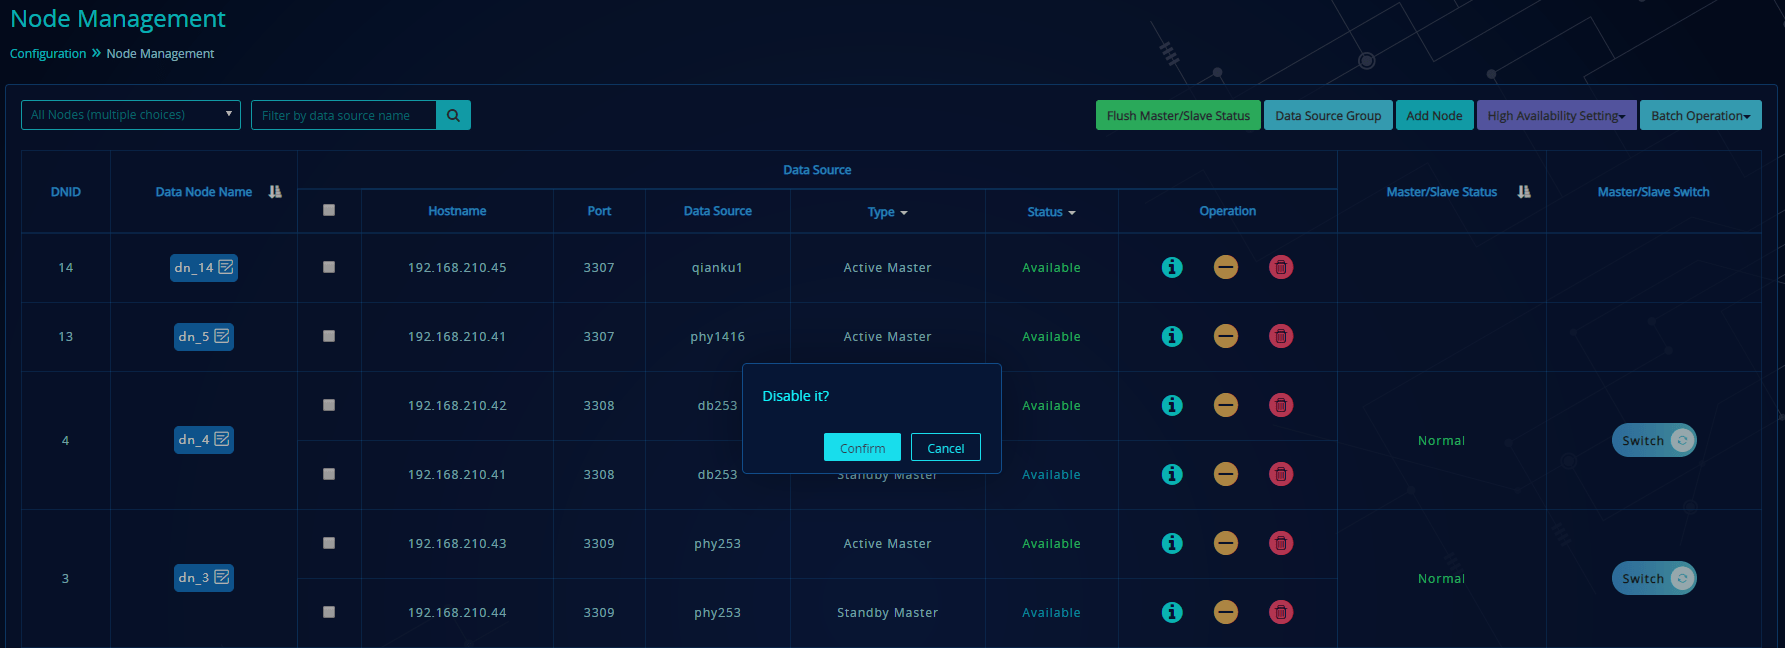 Node Management
Configuration » Node Management
All Nodes (multiple choices) Filter by data source name Flush Master/Slave Status Data Source Group Add Node High Availability Setting Batch Operation
Data Source
DNID Data Node Name Master/Slave Status Master/Slave Switch
Hostname Port Data Source Type Status Operation
14 dn_14 192.168.210.45 3307 qianku1 Active Master Available
13 dn_5 192.168.210.41 3307 phy1416 Active Master Available
Disable it?
192.168.210.42 3308 db253 Available
4 dn_4 Normal Switch
Confirm Cancel
192.168.210.41 3308 db253 Standby Master Available
192.168.210.43 3309 phy253 Active Master Available
3 dn_3 Normal Switch
192.168.210.44 3309 phy253 Standby Master Available